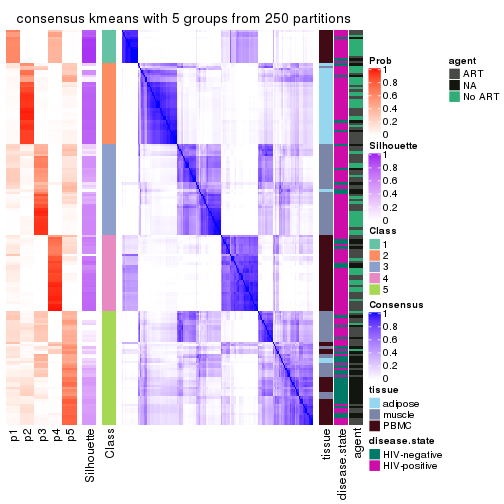 consensus kmeans with 5 groups from 250 partitions
Prob
1
0.8
0.6
0.4
0.2
0
agent
ART
NA
No ART
Silhouette
1
0.8
0.6
0.4
0.2
0
Class
1
2
3
4
5
Consensus
1
0.8
0.6
0.4
0.2
0
tissue
adipose
muscle
PBMC
disease.state
HIV-negative
HIV-positive
p1
p2
p3
p4
p5
Silhouette
Class
tissue
disease.state
agent